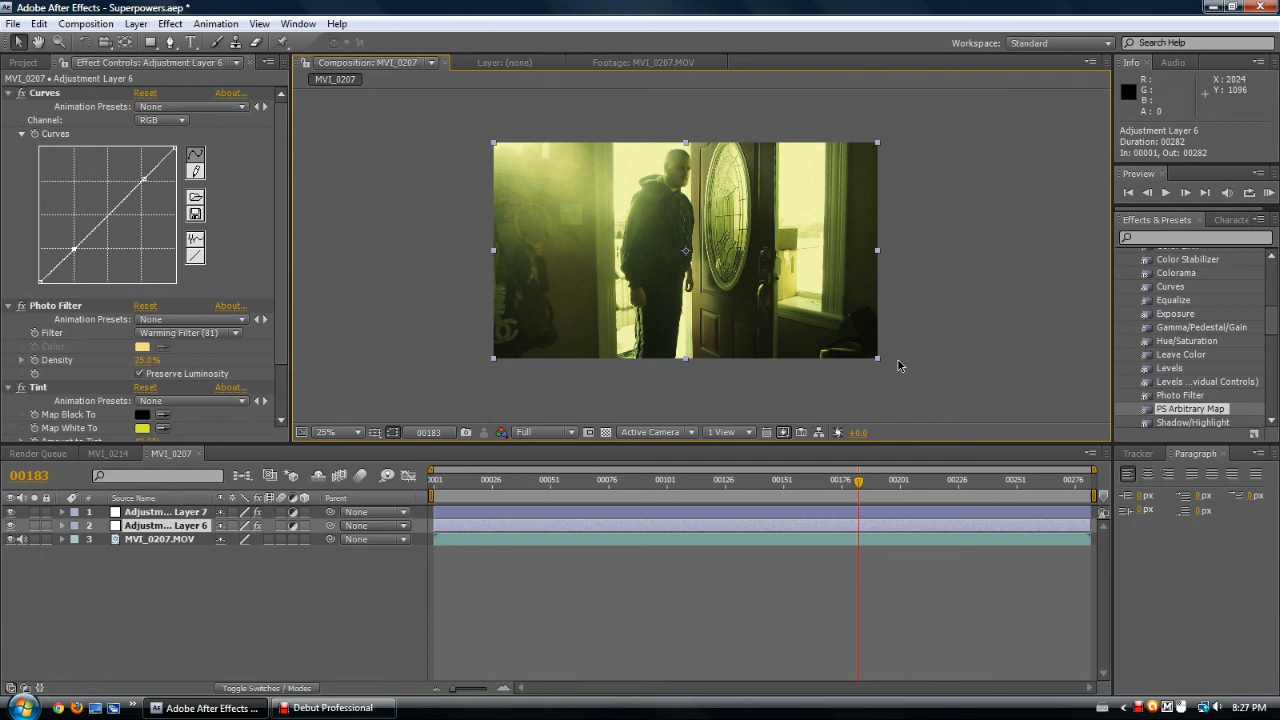 Adobe After Effects - Superpowers.aep *
File Edit Composition Layer Effect Animation View Window Help
Workspace: Standard Search Help
Project Effect Controls: Adjustment Layer 6 Composition: MVI_0207 Layer: (none) Footage: MVI_0207.MOV Info Audio
MVI_0207 • Adjustment Layer 6 MVI_0207
R: X: 2024
G: Y: 1096
B:
A: 0
Adjustment Layer 6
Duration: 00282
In: 00001, Out: 00282
Curves Reset About...
Animation Presets: None
Channel: RGB
Curves
Photo Filter Reset About...
Animation Presets: None
Filter Warming Filter (81)
Color
Density 25.0%
Preserve Luminosity
Tint Reset About...
Animation Presets: None
Map Black To
Map White To
25% 00183 Full Active Camera 1 View +0.0
Preview
Effects & Presets Characte
Color Stabilizer
Colorama
Curves
Equalize
Exposure
Gamma/Pedestal/Gain
Hue/Saturation
Leave Color
Levels
Levels ...vidual Controls)
Photo Filter
PS Arbitrary Map
Shadow/Highlight
Render Queue MVI_0214 MVI_0207 Tracker Paragraph
00183
0001 00026 00051 00076 00101 00126 00151 00176 00201 00226 00251 00276
# Source Name fx Parent
1 Adjustm... Layer 7 None
2 Adjustm... Layer 6 None
3 MVI_0207.MOV None
0 px 0 px 0 px
0 px 0 px
Toggle Switches / Modes
Adobe After Effects ... Debut Professional 8:27 PM